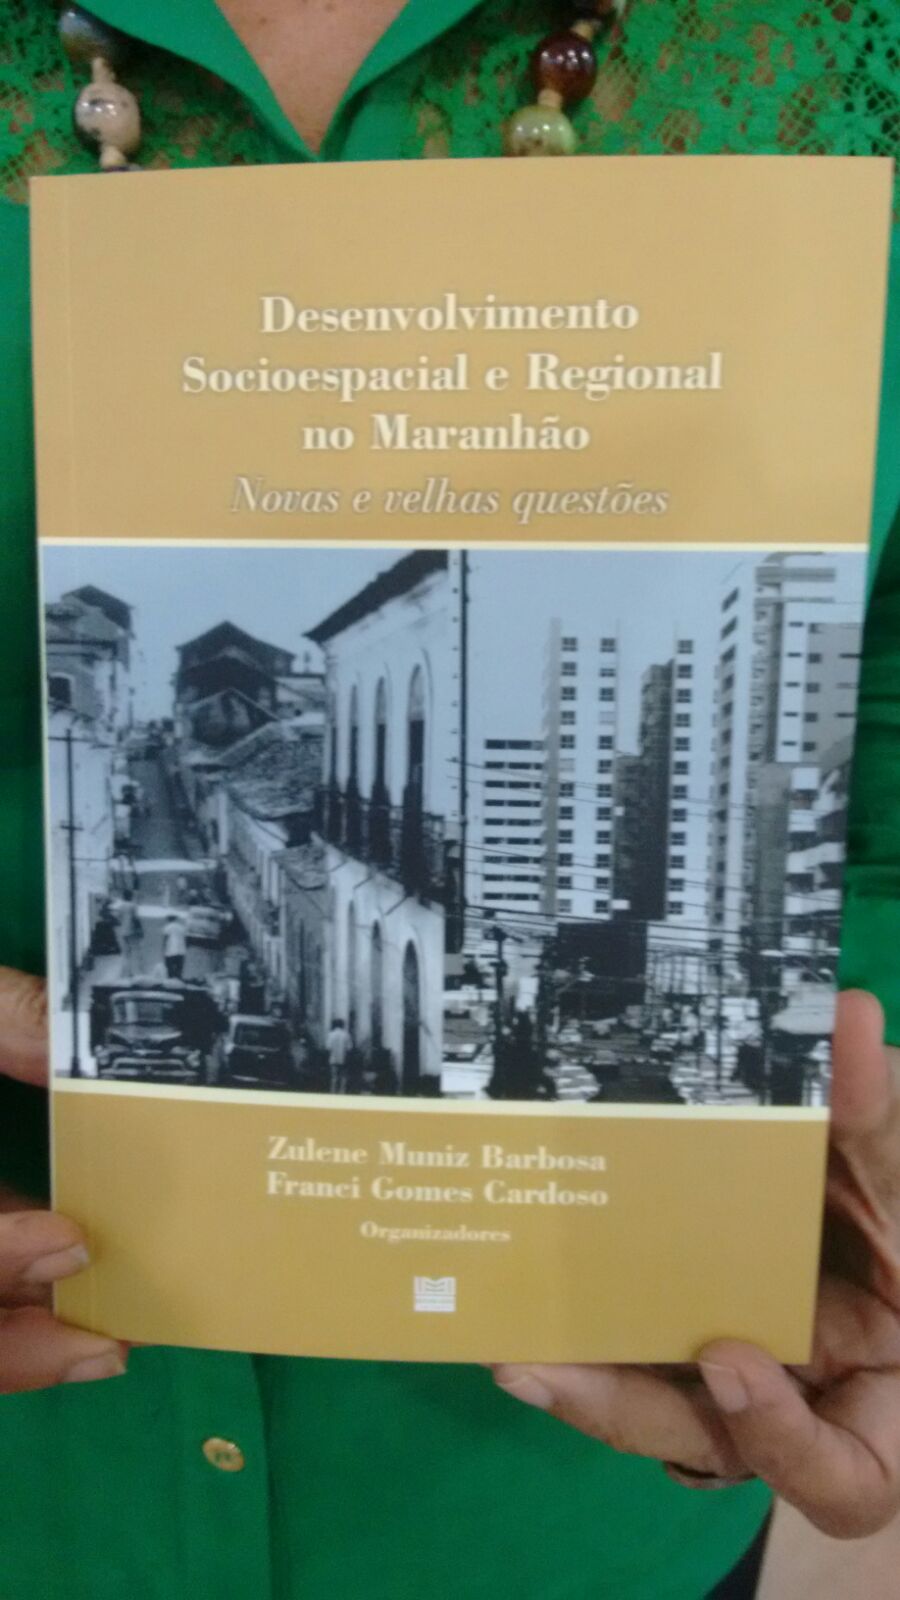 Desenvolvimento
Socioespacial e Regional
no Maranhão
Novas e velhas questões
Zulene Muniz Barbosa
Franci Gomes Cardoso
Organizadores